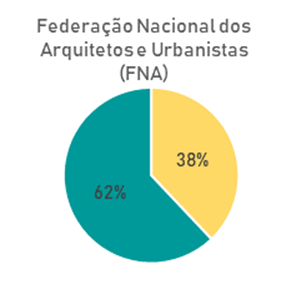 Federação Nacional dos
Arquitetos e Urbanistas
(FNA)
38%
62%